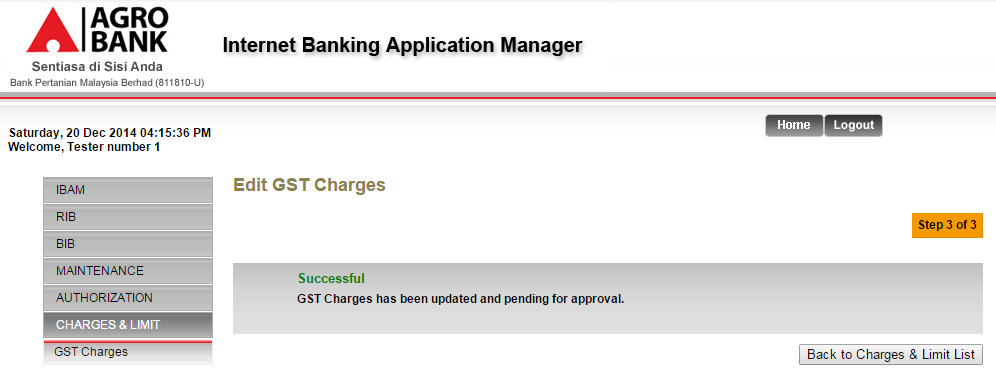 AGRO
BANK
Sentiasa di Sisi Anda
Bank Pertanian Malaysia Berhad (811810-U)
Internet Banking Application Manager
Saturday, 20 Dec 2014 04:15:36 PM
Welcome, Tester number 1
Home
Logout
IBAM
RIB
BIB
MAINTENANCE
AUTHORIZATION
CHARGES & LIMIT
GST Charges
Edit GST Charges
Step 3 of 3
Successful
GST Charges has been updated and pending for approval.
Back to Charges & Limit List